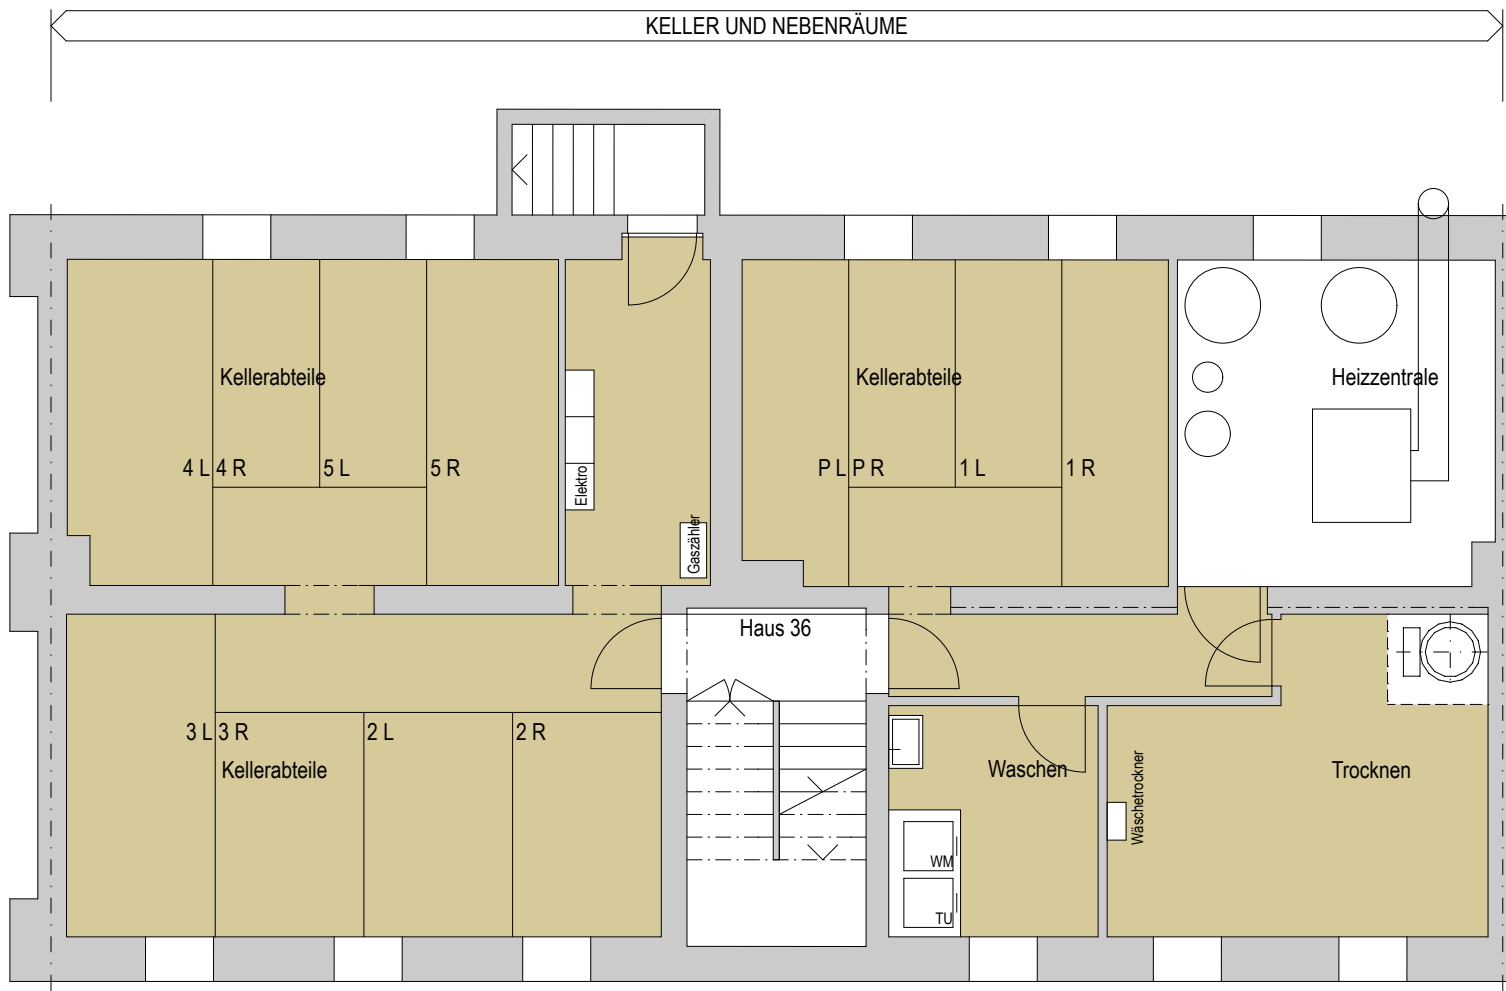 KELLER UND NEBENRÄUME
Kellerabteile
Kellerabteile
Heizzentrale
4 L 4 R 5 L 5 R
Elektro
P L P R 1 L 1 R
Gaszähler
Haus 36
3 L 3 R 2 L 2 R
Kellerabteile
Waschen
Trocknen
Wäschetrockner
WM
TU